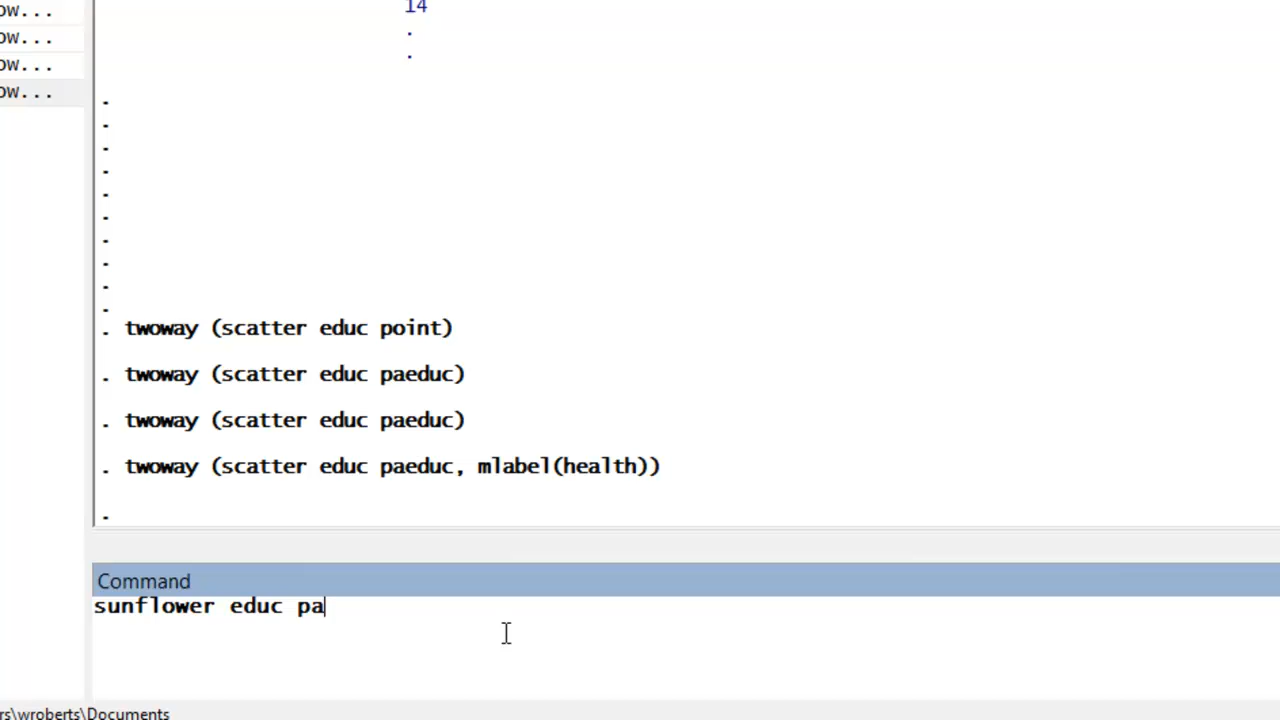 ow...
ow...
ow...
ow...
14
.
.
.
.
.
.
.
.
.
.
.
.
. twoway (scatter educ point)
. twoway (scatter educ paeduc)
. twoway (scatter educ paeduc)
. twoway (scatter educ paeduc, mlabel(health))
.
Command
sunflower educ pa
rs\wroberts\Documents